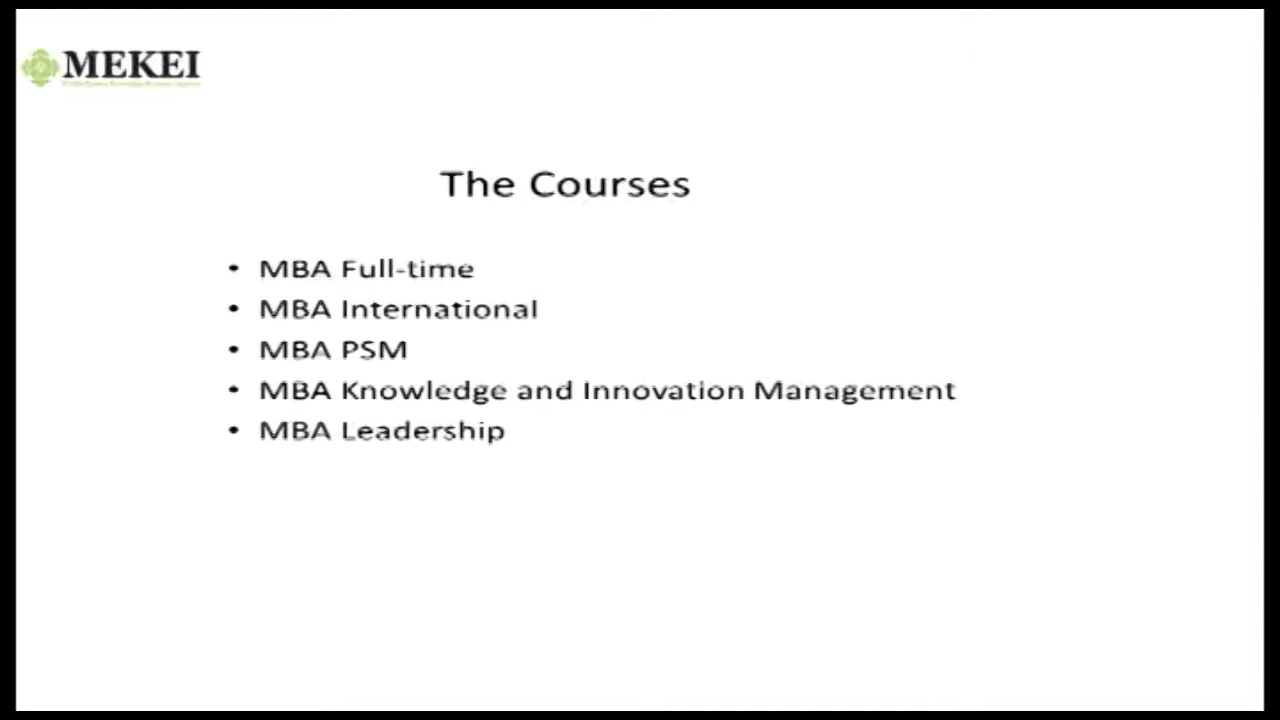 MEKEI
The Courses
• MBA Full-time
• MBA International
• MBA PSM
• MBA Knowledge and Innovation Management
• MBA Leadership